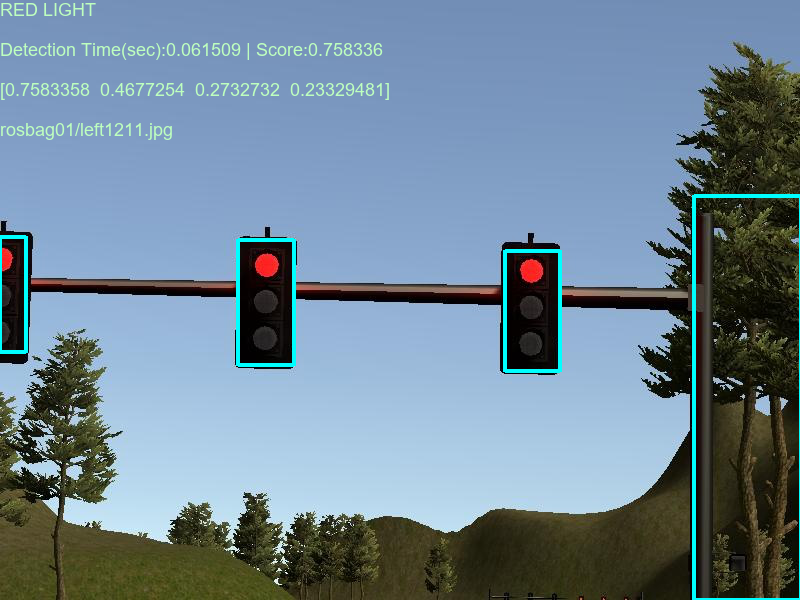 RED LIGHT
Detection Time(sec):0.061509 | Score:0.758336
[0.7583358 0.4677254 0.2732732 0.23329481]
rosbag01/left1211.jpg